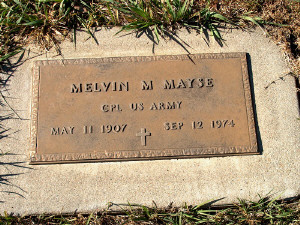 MELVIN M MAYSE
CPL US ARMY
MAY 11 1907 SEP 12 1974